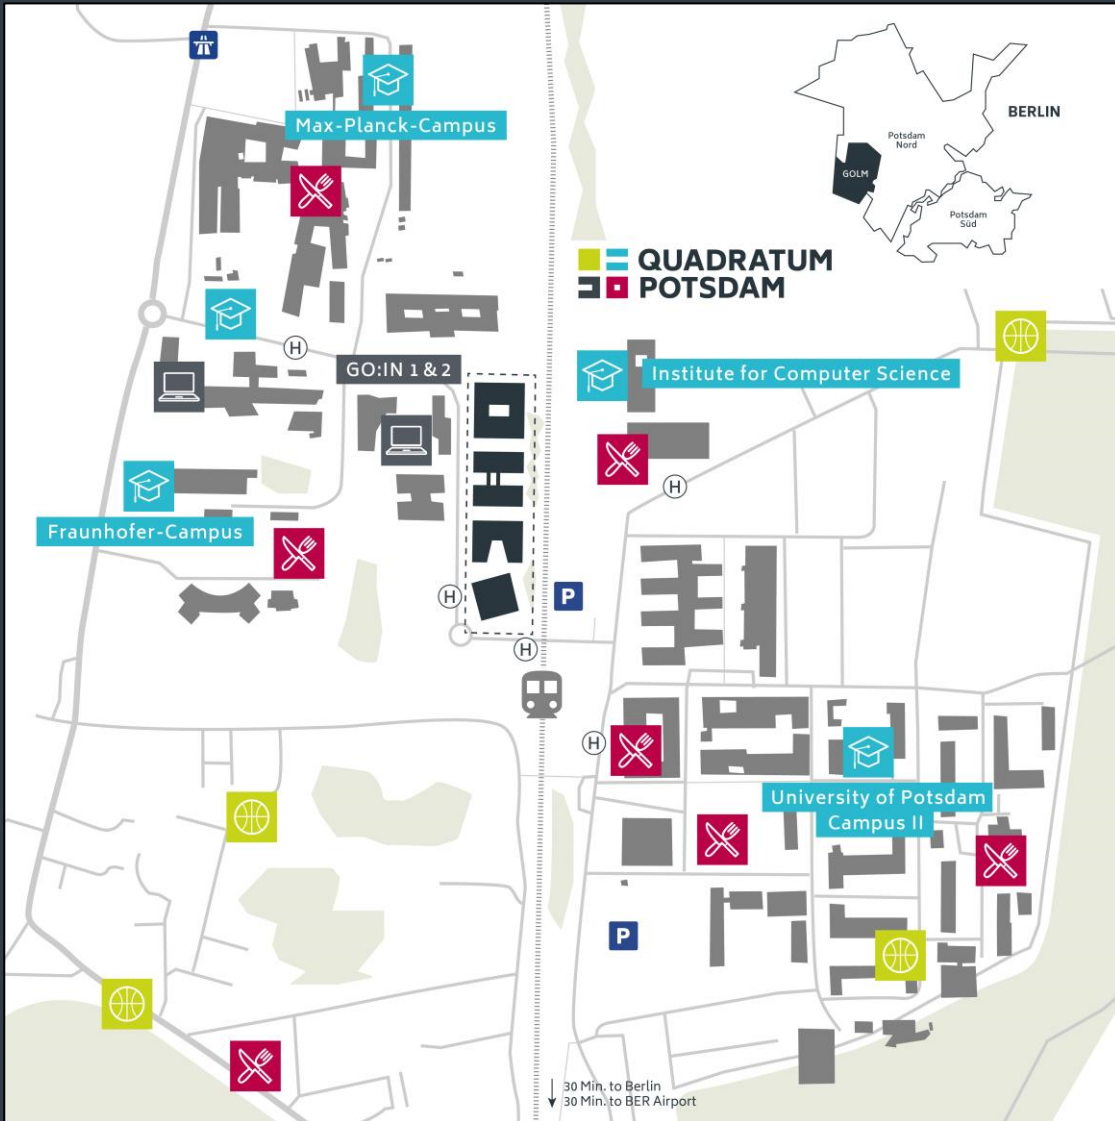 Max-Planck-Campus
BERLIN
Potsdam
Nord
GOLM
Potsdam
Süd
QUADRATUM
POTSDAM
H
GO:IN 1 & 2
Institute for Computer Science
H
Fraunhofer-Campus
H
P
H
H
University of Potsdam
Campus II
P
30 Min. to Berlin
30 Min. to BER Airport